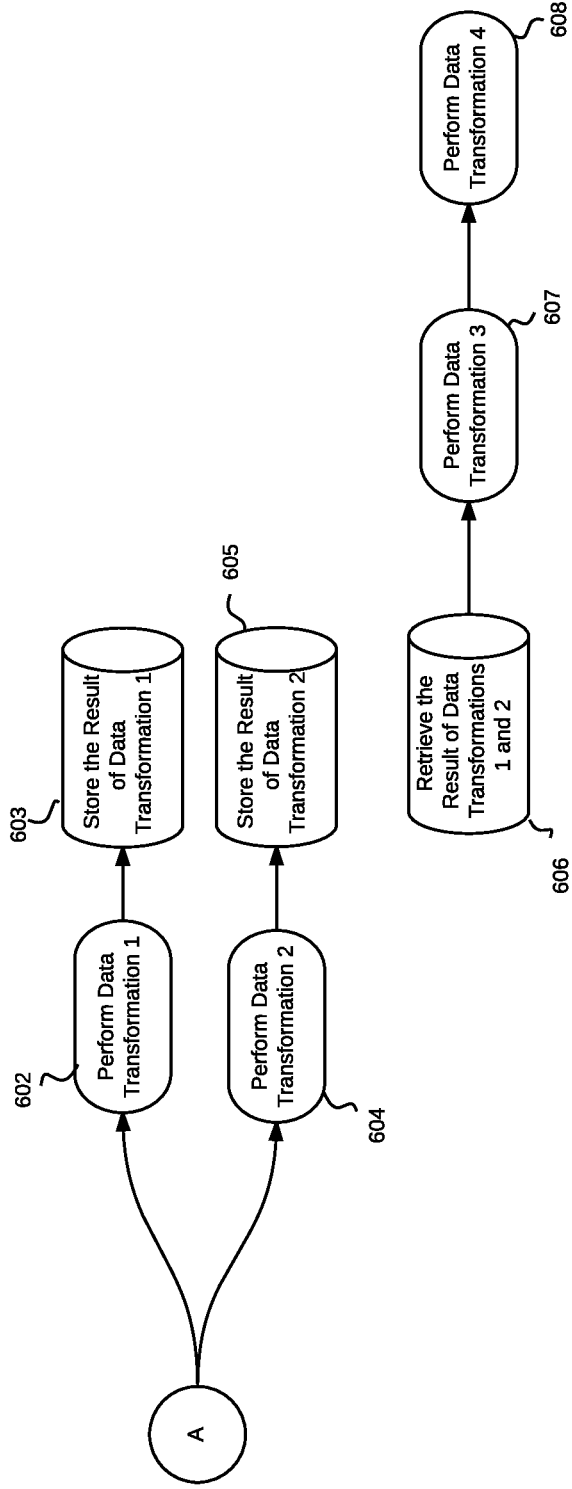 A
602
Perform Data
Transformation 1
603
Store the Result
of Data
Transformation 1
604
Perform Data
Transformation 2
605
Store the Result
of Data
Transformation 2
606
Retrieve the
Result of Data
Transformations
1 and 2
Perform Data
Transformation 3
607
Perform Data
Transformation 4
608